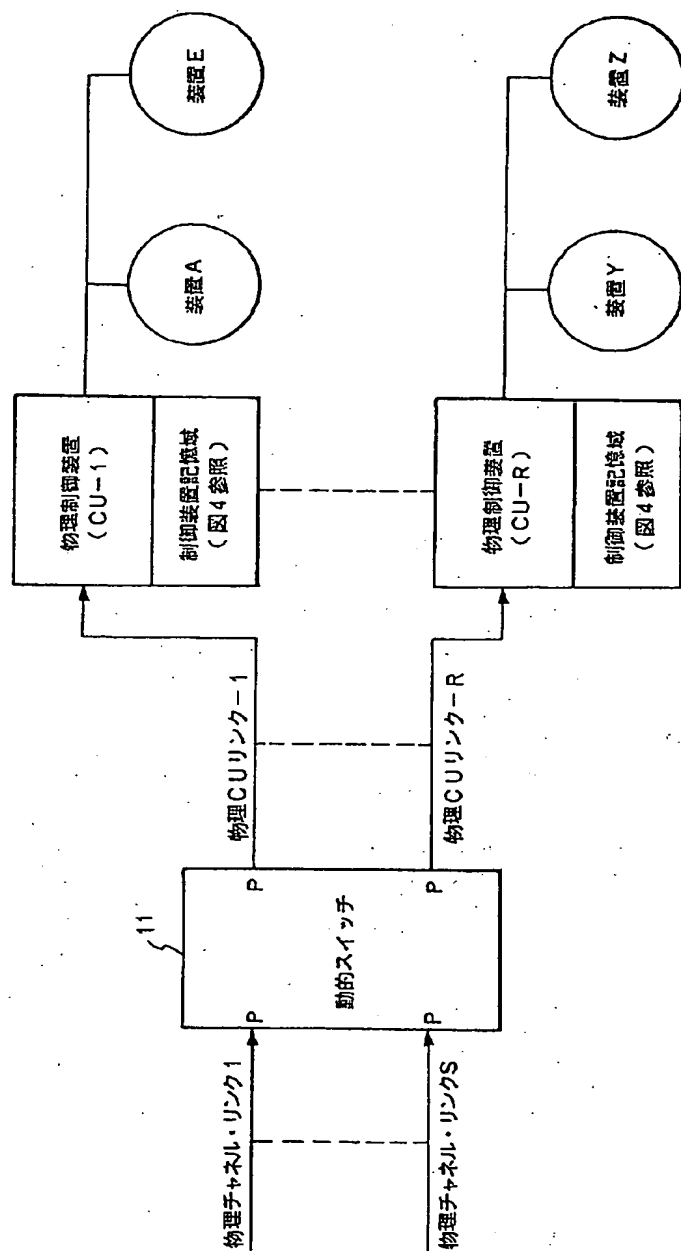 物理チャネル・リンク1
物理チャネル・リンクS
11
P
P
動的スイッチ
P
P
物理CUリンクー1
物理CUリンクーR
物理制御装置
(CU-1)
制御装置記憶域
(図4参照)
装置A
装置E
物理制御装置
(CU-R)
制御装置記憶域
(図4参照)
装置Y
装置Z